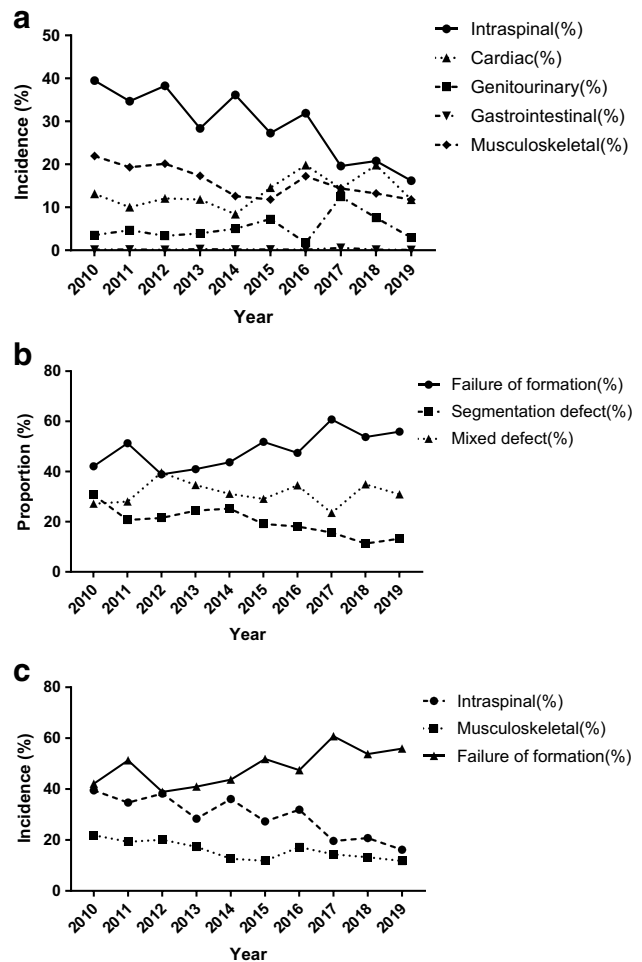 a
Intraspinal(%)
Cardiac(%)
Genitourinary(%)
Gastrointestinal(%)
Musculoskeletal(%)
Incidence (%)
50
40
30
20
10
0
2010
2011
2012
2013
2014
2015
2016
2017
2018
2019
Year
b
Failure of formation(%)
Segmentation defect(%)
Mixed defect(%)
Proportion (%)
80
60
40
20
0
2010
2011
2012
2013
2014
2015
2016
2017
2018
2019
Year
c
Intraspinal(%)
Musculoskeletal(%)
Failure of formation(%)
Incidence (%)
80
60
40
20
0
2010
2011
2012
2013
2014
2015
2016
2017
2018
2019
Year